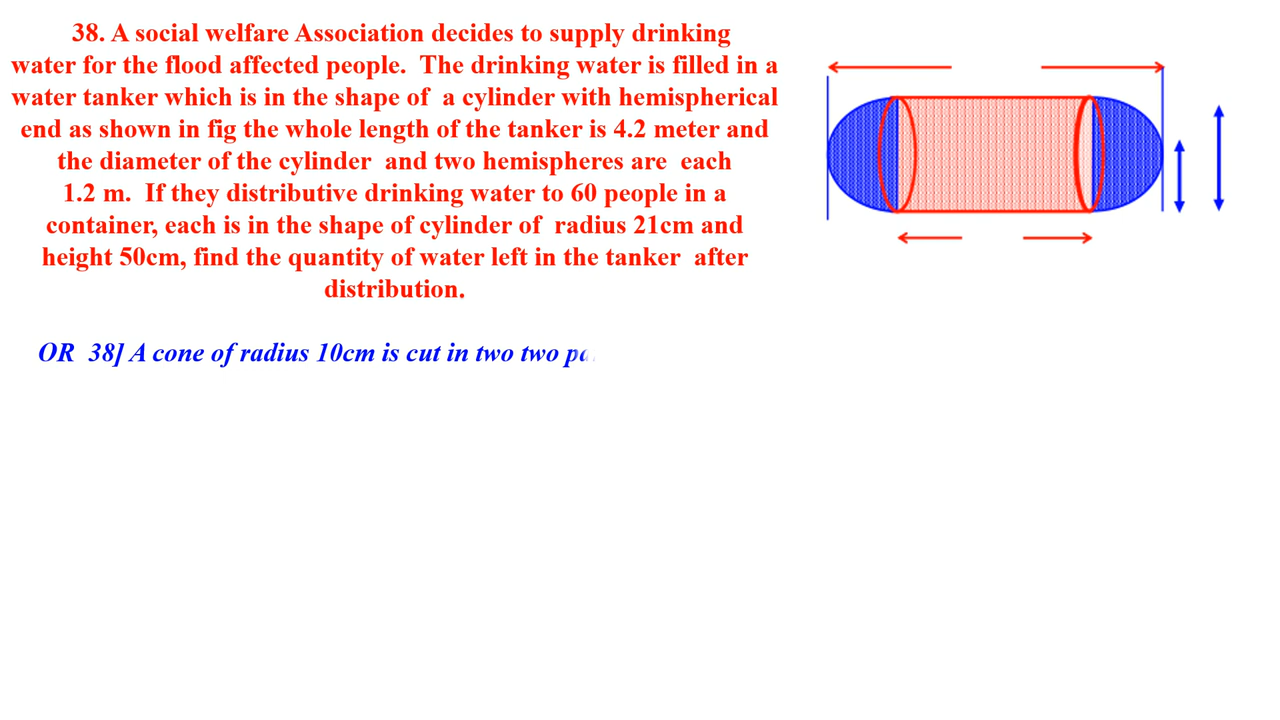 38. A social welfare Association decides to supply drinking
water for the flood affected people. The drinking water is filled in a
water tanker which is in the shape of a cylinder with hemispherical
end as shown in fig the whole length of the tanker is 4.2 meter and
the diameter of the cylinder and two hemispheres are each
1.2 m. If they distributive drinking water to 60 people in a
container, each is in the shape of cylinder of radius 21cm and
height 50cm, find the quantity of water left in the tanker after
distribution.
OR 38] A cone of radius 10cm is cut in two two